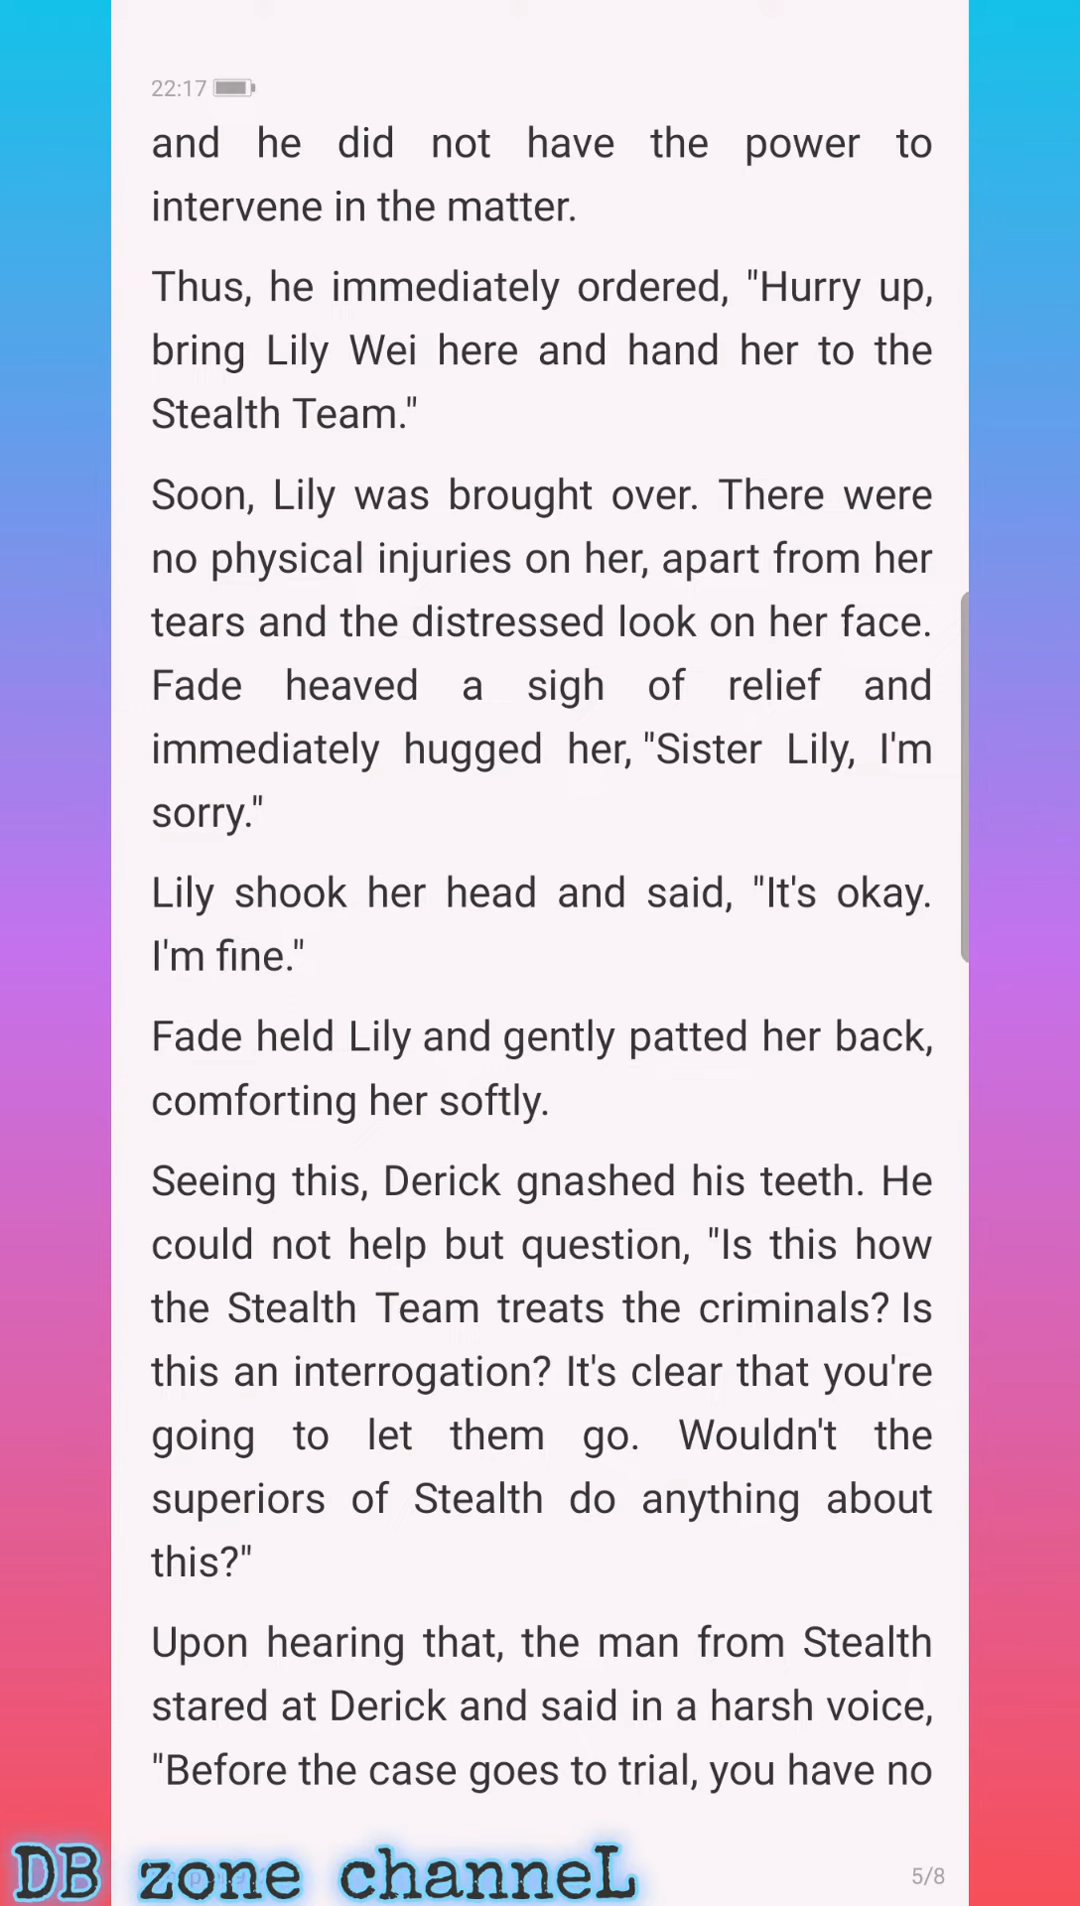 22:17
and he did not have the power to
intervene in the matter.
Thus, he immediately ordered, "Hurry up,
bring Lily Wei here and hand her to the
Stealth Team."
Soon, Lily was brought over. There were
no physical injuries on her, apart from her
tears and the distressed look on her face.
Fade heaved a sigh of relief and
immediately hugged her, "Sister Lily, I'm
sorry."
Lily shook her head and said, "It's okay.
I'm fine."
Fade held Lily and gently patted her back,
comforting her softly.
Seeing this, Derick gnashed his teeth. He
could not help but question, "Is this how
the Stealth Team treats the criminals? Is
this an interrogation? It's clear that you're
going to let them go. Wouldn't the
superiors of Stealth do anything about
this?"
Upon hearing that, the man from Stealth
stared at Derick and said in a harsh voice,
"Before the case goes to trial, you have no
DB zone channeL
5/8